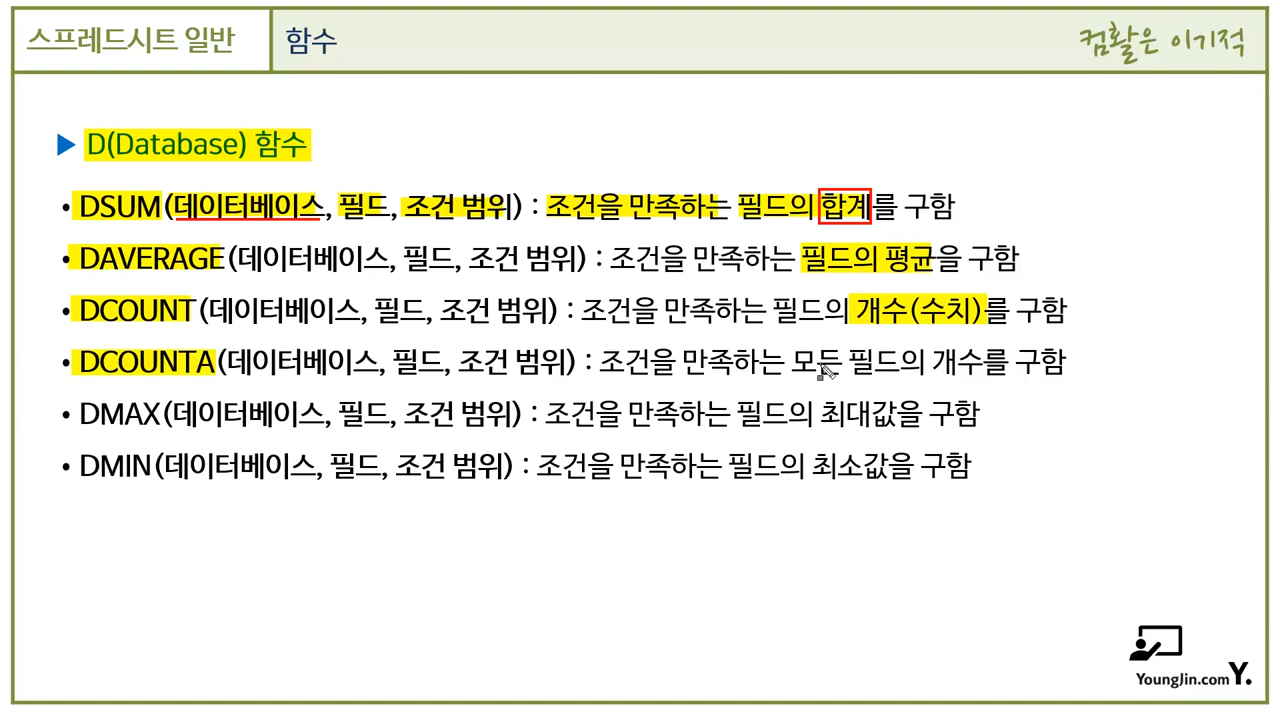 스프레드시트 일반
함수
컴활은 이기적
▶ D(Database) 함수
• DSUM(데이터베이스, 필드, 조건 범위) : 조건을 만족하는 필드의 합계를 구함
• DAVERAGE(데이터베이스, 필드, 조건 범위) : 조건을 만족하는 필드의 평균을 구함
• DCOUNT(데이터베이스, 필드, 조건 범위) : 조건을 만족하는 필드의 개수(수치)를 구함
• DCOUNTA(데이터베이스, 필드, 조건 범위) : 조건을 만족하는 모든 필드의 개수를 구함
• DMAX(데이터베이스, 필드, 조건 범위) : 조건을 만족하는 필드의 최대값을 구함
• DMIN(데이터베이스, 필드, 조건 범위) : 조건을 만족하는 필드의 최소값을 구함
YoungJin.com Y.